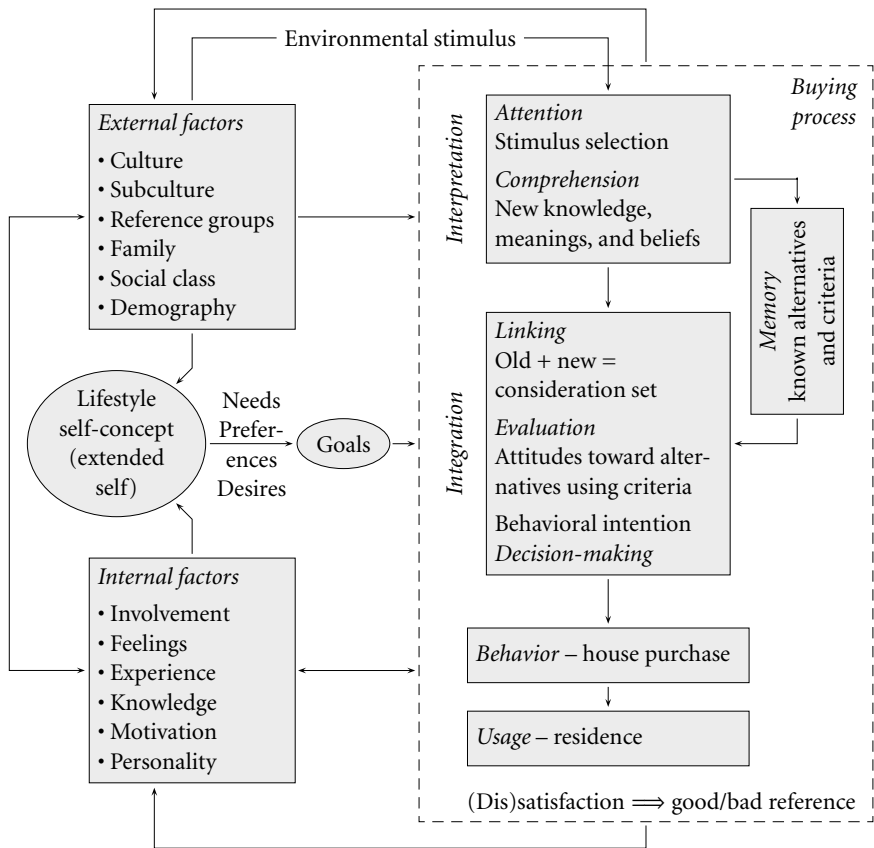 Environmental stimulus
External factors
• Culture
• Subculture
• Reference groups
• Family
• Social class
• Demography
Lifestyle
self-concept
(extended
self)
Needs
Prefer-
ences
Desires
Goals
Internal factors
• Involvement
• Feelings
• Experience
• Knowledge
• Motivation
• Personality
Buying
process
Interpretation
Attention
Stimulus selection
Comprehension
New knowledge,
meanings, and beliefs
Memory
known alternatives
and criteria
Integration
Linking
Old + new =
consideration set
Evaluation
Attitudes toward alter-
natives using criteria
Behavioral intention
Decision-making
Behavior – house purchase
Usage – residence
(Dis)satisfaction ⟹ good/bad reference